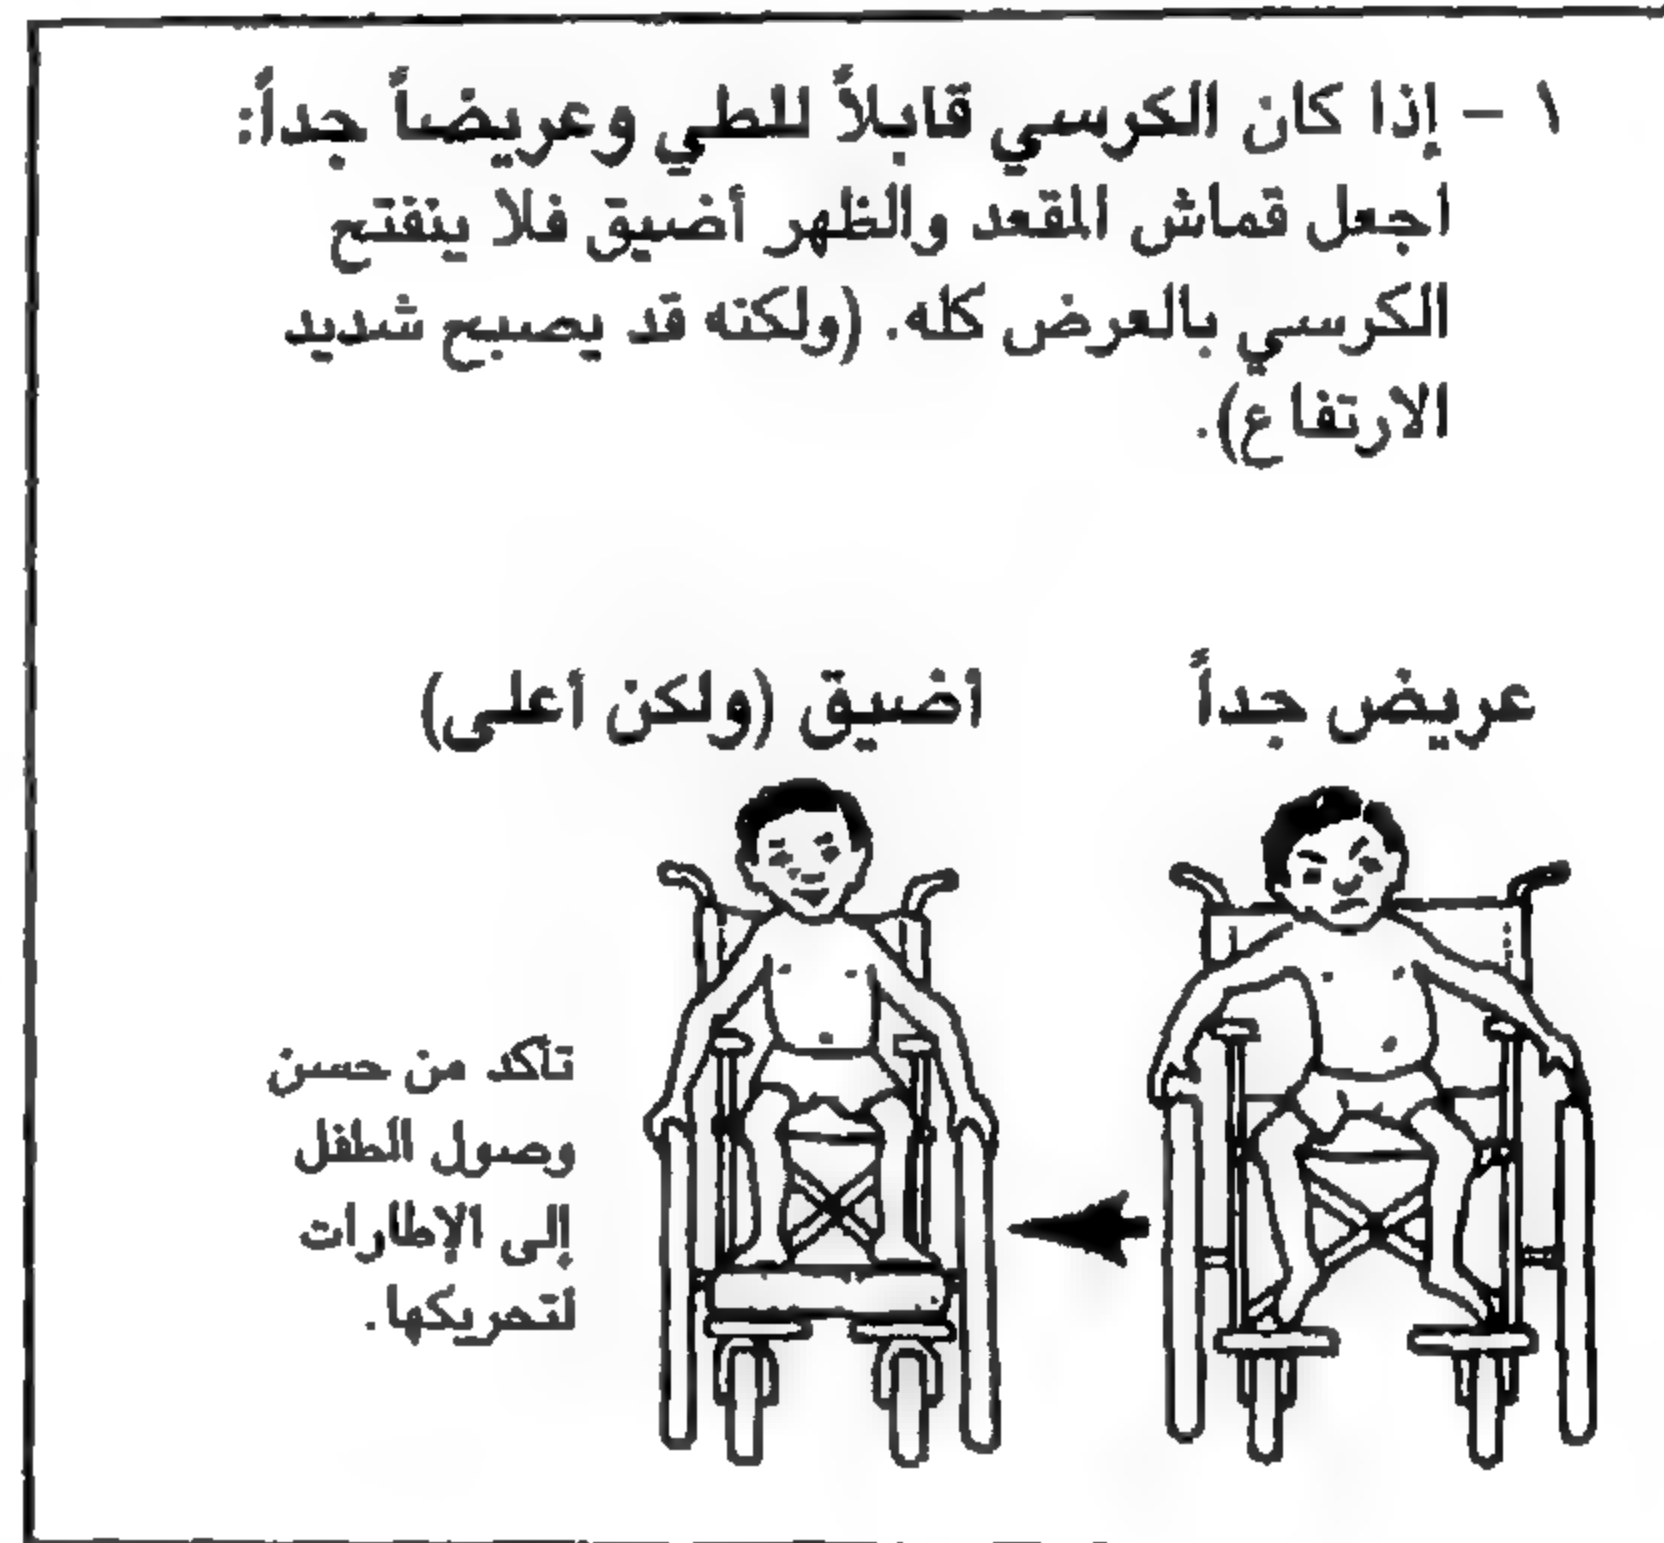 ١ - إذا كان الكرسي قابلاً للطي وعريضاً جداً:
اجعل قماش المقعد والظهر أضيق فلا ينفتح
الكرسي بالعرض كله. (ولكنه قد يصبح شديد
الارتفاع).
عريض جداً
اضيق (ولكن أعلى)
تأكد من حسن
وصول الطفل
إلى الإطارات
لتحريكها.